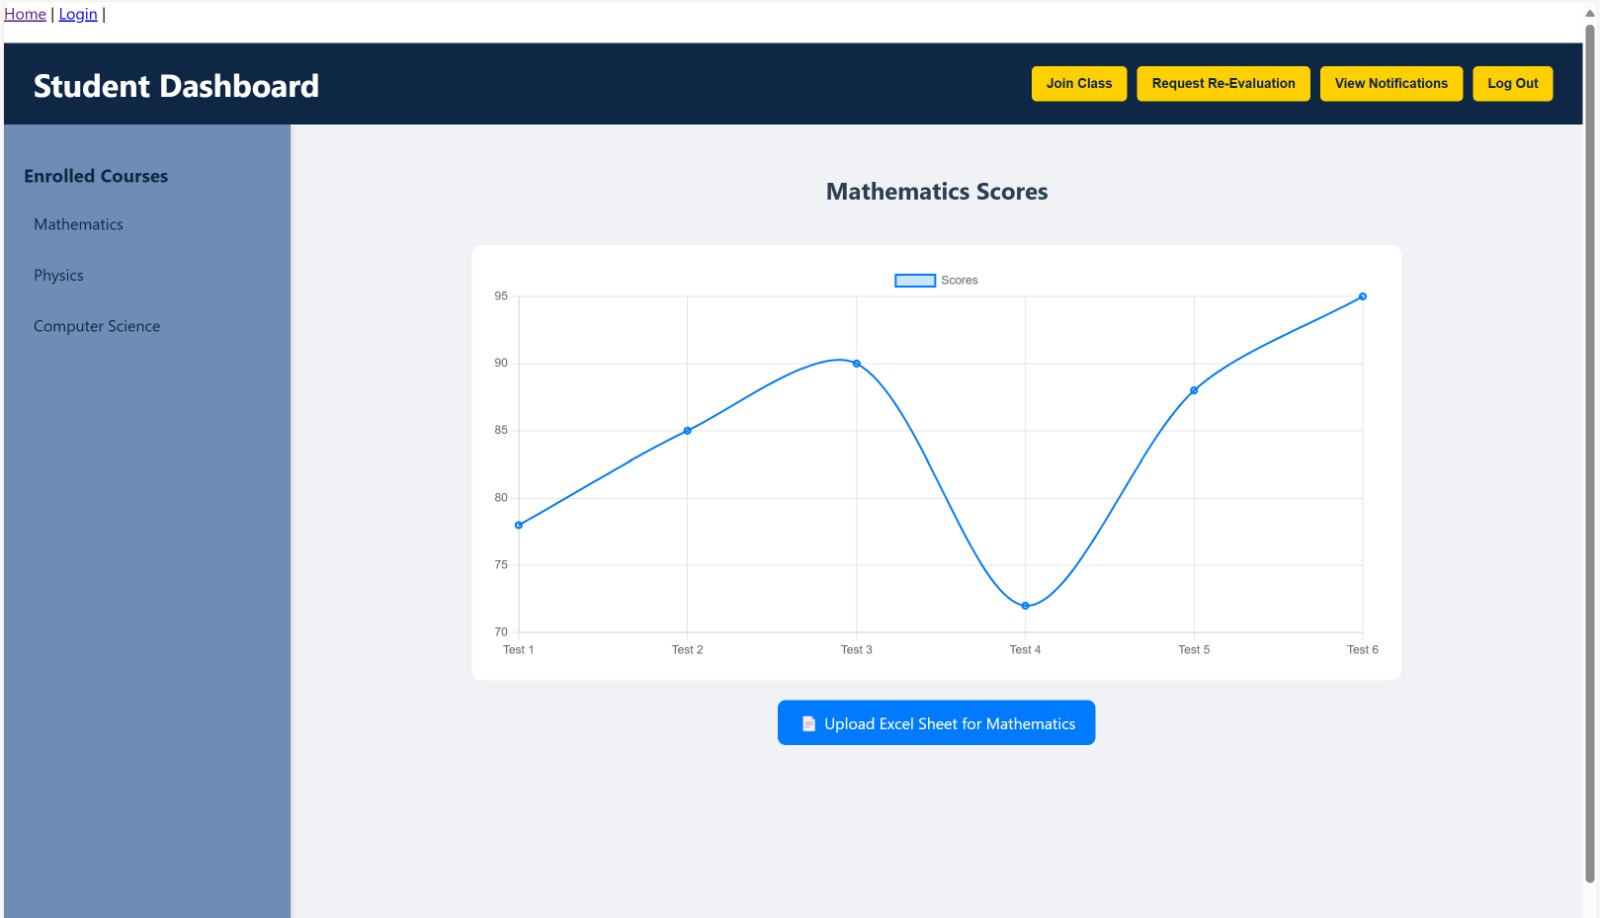 Home | Login |
Student Dashboard
Join Class
Request Re-Evaluation
View Notifications
Log Out
Enrolled Courses
Mathematics
Physics
Computer Science
Mathematics Scores
Scores
95
90
85
80
75
70
Test 1
Test 2
Test 3
Test 4
Test 5
Test 6
Upload Excel Sheet for Mathematics